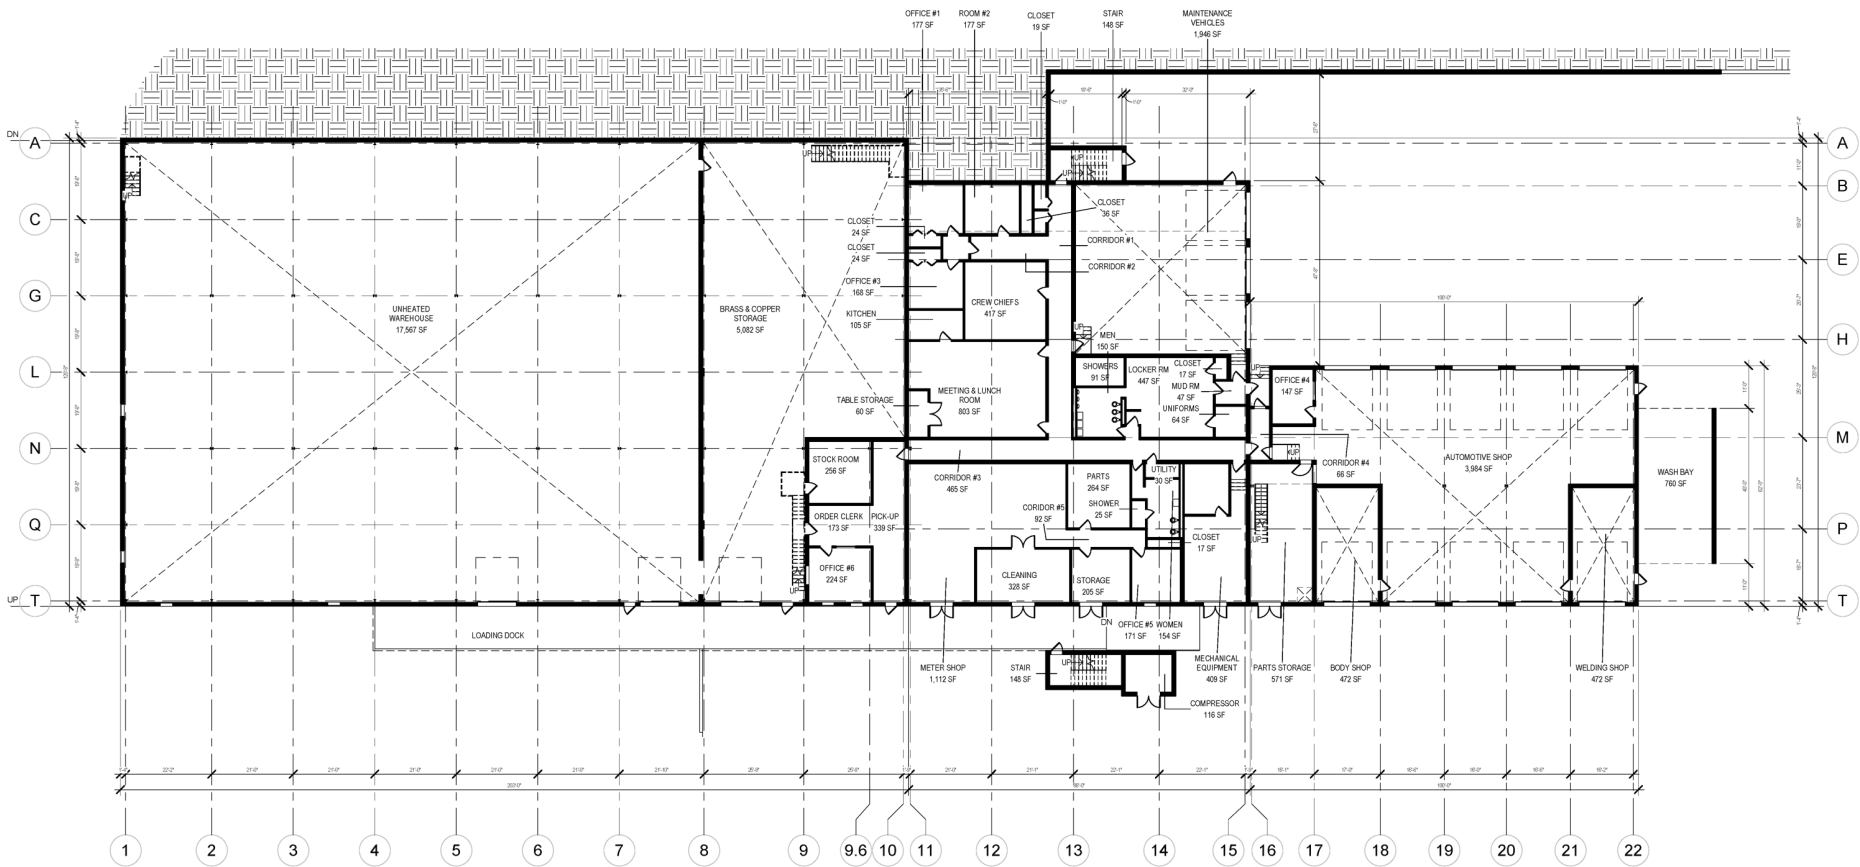 OFFICE #1
177 SF
ROOM #2
177 SF
CLOSET
19 SF
STAIR
148 SF
MAINTENANCE
VEHICLES
1,946 SF
DN
A
A
B
C
CLOSET
36 SF
CLOSET
24 SF
CORRIDOR #1
CLOSET
24 SF
CORRIDOR #2
E
G
OFFICE #3
168 SF
CREW CHIEFS
417 SF
UNHEATED
WAREHOUSE
17,567 SF
BRASS & COPPER
STORAGE
5,082 SF
KITCHEN
105 SF
H
MEN
150 SF
SHOWERS
91 SF
LOCKER RM
447 SF
CLOSET
17 SF
MUD RM
47 SF
UNIFORMS
64 SF
OFFICE #4
147 SF
L
MEETING & LUNCH
ROOM
803 SF
TABLE STORAGE
60 SF
N
M
STOCK ROOM
256 SF
CORRIDOR #3
465 SF
PARTS
264 SF
UTILITY
30 SF
CORRIDOR #4
66 SF
AUTOMOTIVE SHOP
3,984 SF
WASH BAY
760 SF
SHOWER
25 SF
ORDER CLERK
173 SF
PICK-UP
339 SF
CORIDOR #5
92 SF
CLOSET
17 SF
Q
P
OFFICE #6
224 SF
CLEANING
328 SF
STORAGE
205 SF
UP
T
T
DN
OFFICE #5
171 SF
WOMEN
154 SF
LOADING DOCK
METER SHOP
1,112 SF
STAIR
148 SF
UP
MECHANICAL
EQUIPMENT
409 SF
PARTS STORAGE
571 SF
BODY SHOP
472 SF
WELDING SHOP
472 SF
COMPRESSOR
116 SF
1
2
3
4
5
6
7
8
9
9.6
10
11
12
13
14
15
16
17
18
19
20
21
22